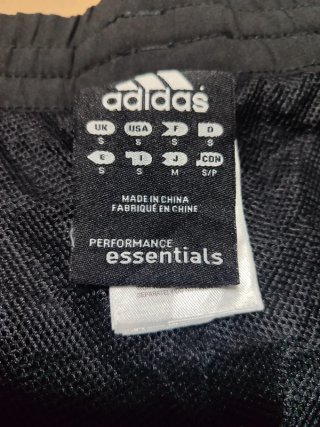 adidas
UK USA F D
S S S S
E I J CDN
S S M S/P
MADE IN CHINA
FABRIQUÉ EN CHINE
PERFORMANCE
essentials